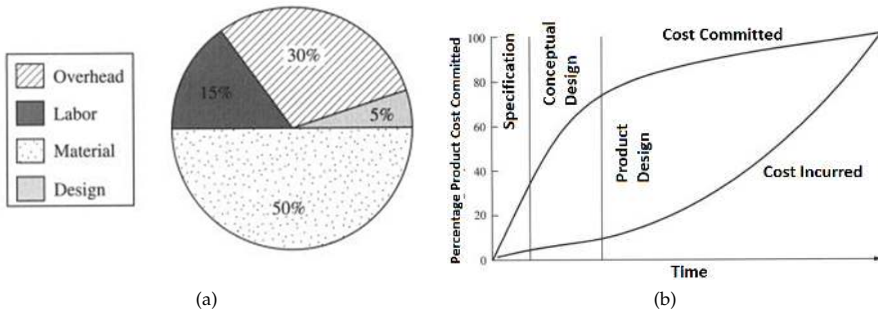 Overhead
Labor
Material
Design
30%
15%
5%
50%
(a)
Percentage Product Cost Committed
100
80
60
40
20
0
Specification
Conceptual
Design
Product
Design
Cost Committed
Cost Incurred
Time
(b)